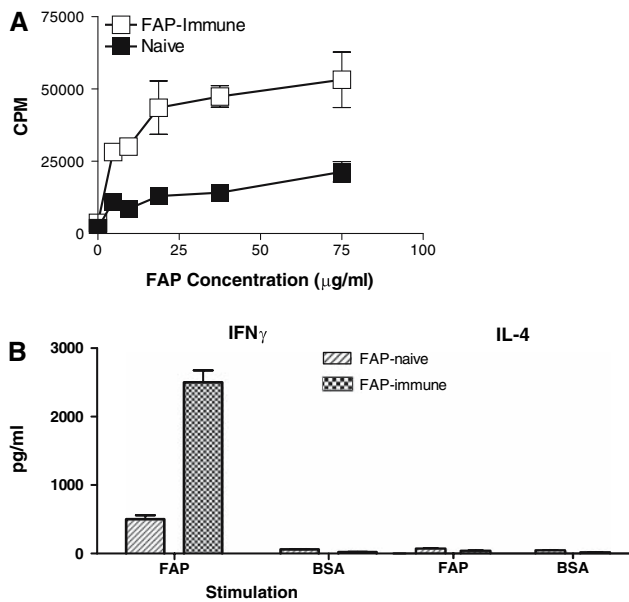 A
FAP-Immune
Naive
75000
50000
25000
0
CPM
0 25 50 75 100
FAP Concentration (μg/ml)
B
IFNγ IL-4
FAP-naive
FAP-immune
3000
2000
1000
0
pg/ml
FAP BSA FAP BSA
Stimulation